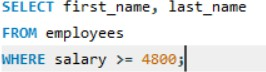 SELECT first_name, last_name
FROM employees
WHERE salary >= 4800;